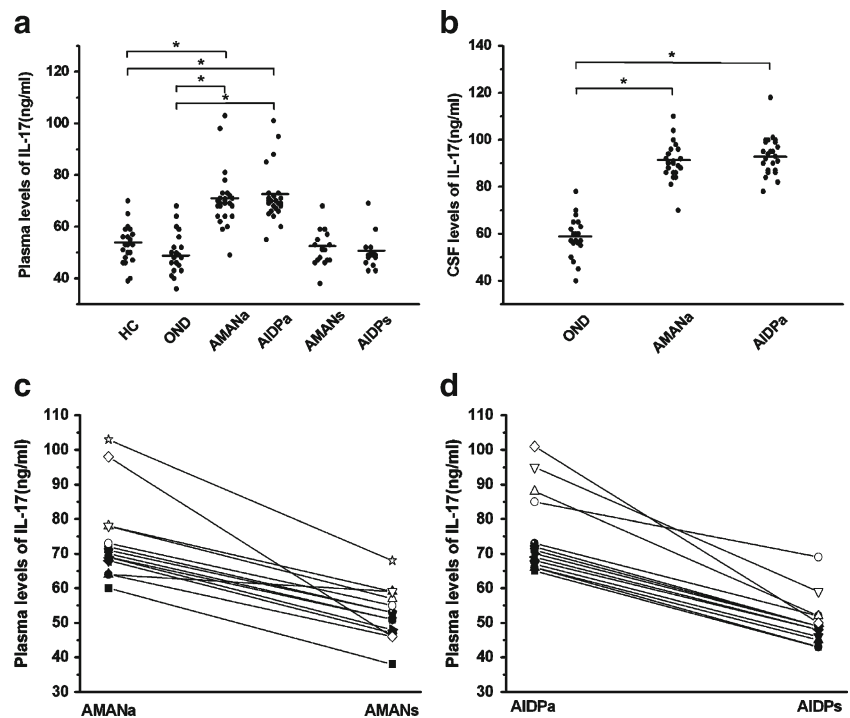 a
Plasma levels of IL-17(ng/ml)
120
100
80
60
40
*
*
*
*
HC
OND
AMANa
AIDPa
AMANs
AIDPs
b
CSF levels of IL-17(ng/ml)
140
120
100
80
60
40
*
*
OND
AMANa
AIDPa
c
Plasma levels of IL-17(ng/ml)
110
100
90
80
70
60
50
40
30
AMANa
AMANs
d
Plasma levels of IL-17(ng/ml)
110
100
90
80
70
60
50
40
30
AIDPa
AIDPs